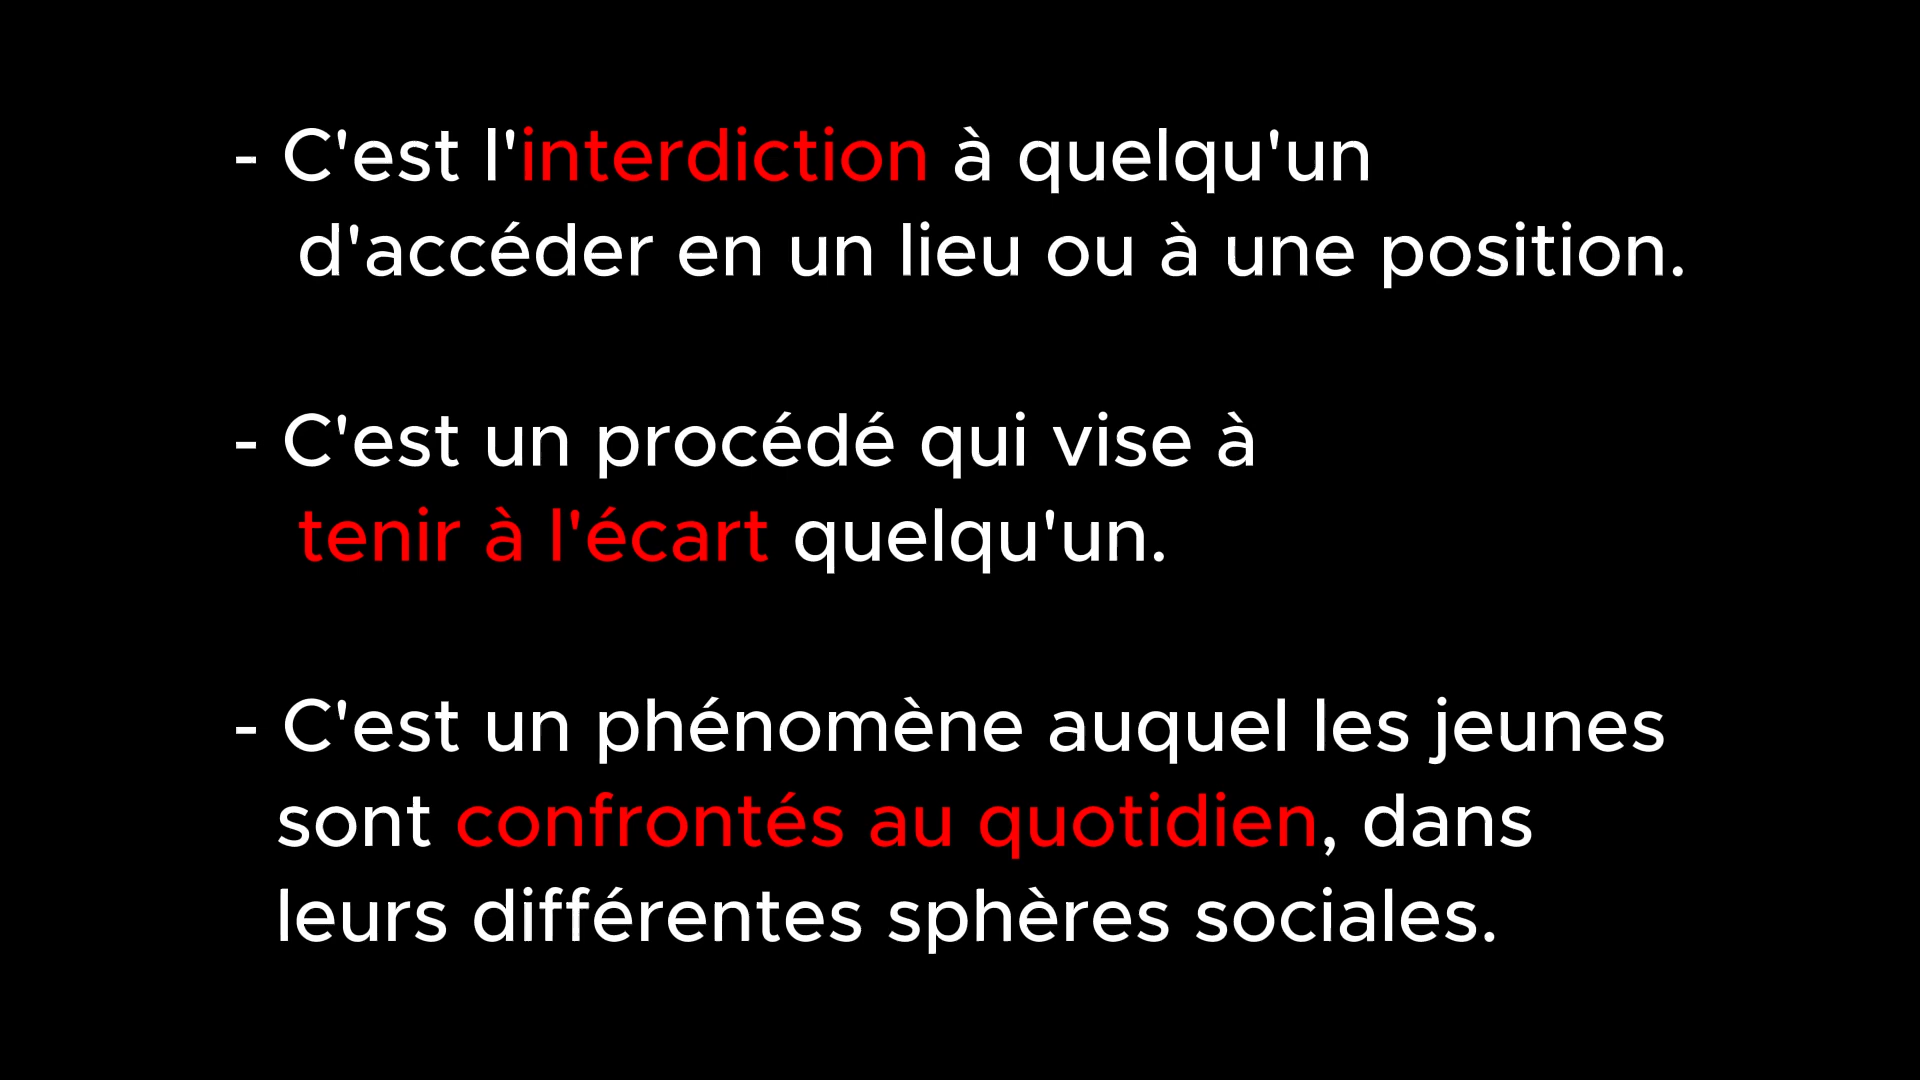 - C'est l'interdiction à quelqu'un
d'accéder en un lieu ou à une position.
- C'est un procédé qui vise à
tenir à l'écart quelqu'un.
- C'est un phénomène auquel les jeunes
sont confrontés au quotidien, dans
leurs différentes sphères sociales.